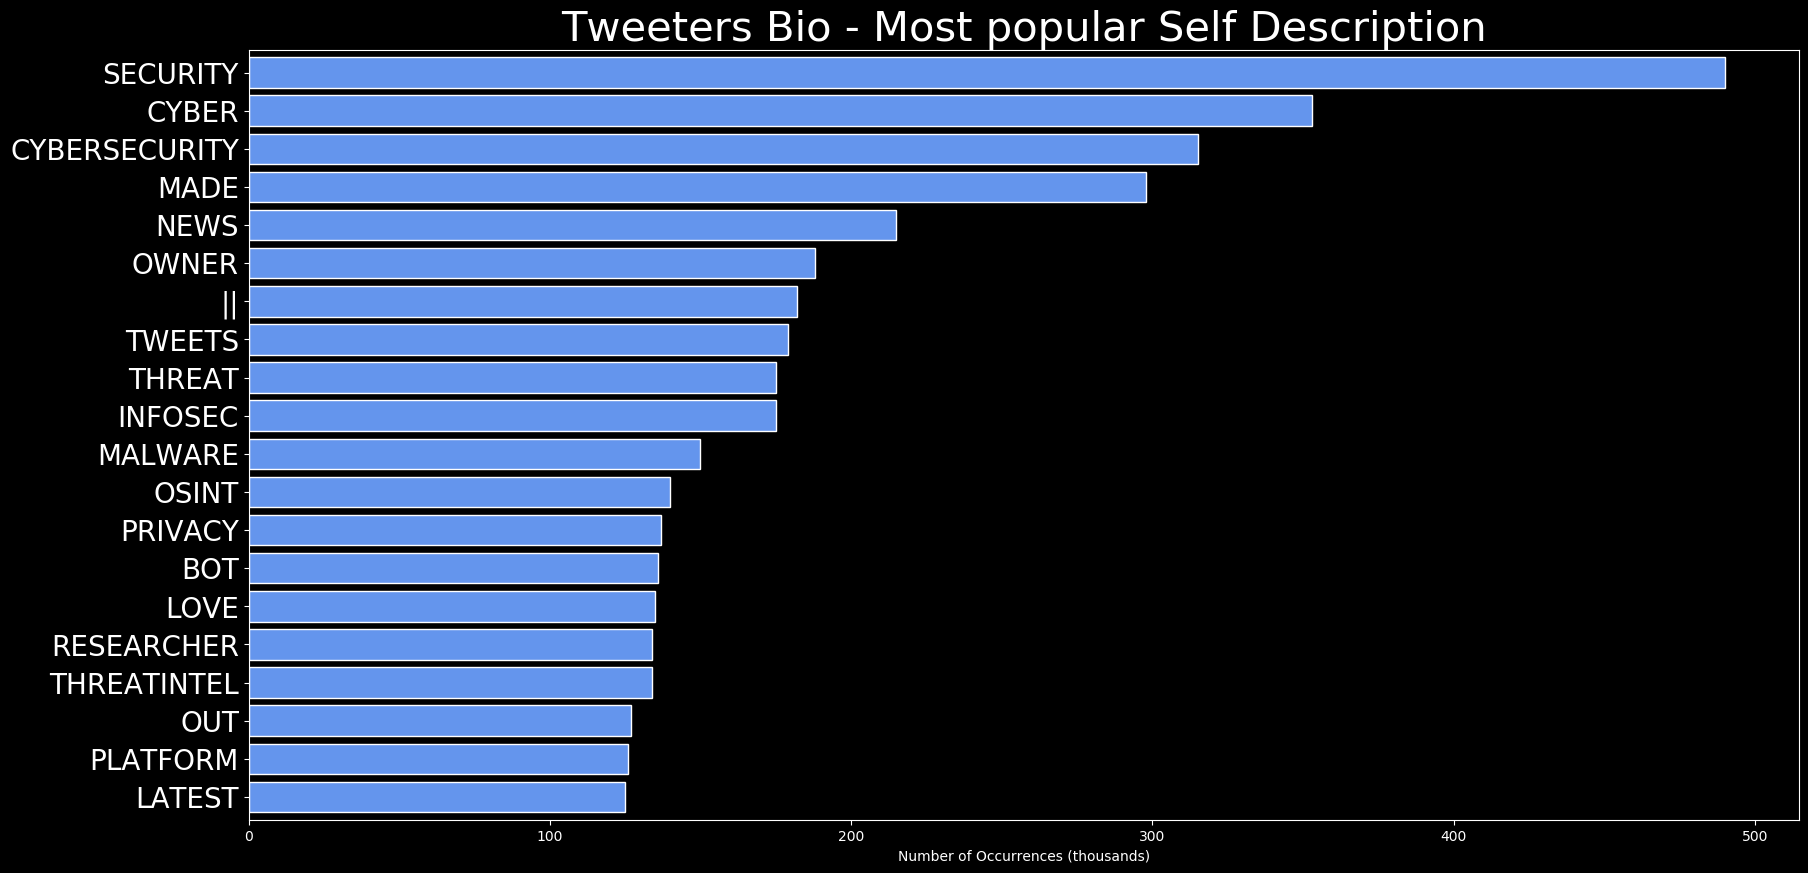 Tweeters Bio - Most popular Self Description
SECURITY
CYBER
CYBERSECURITY
MADE
NEWS
OWNER
||
TWEETS
THREAT
INFOSEC
MALWARE
OSINT
PRIVACY
BOT
LOVE
RESEARCHER
THREATINTEL
OUT
PLATFORM
LATEST
0 100 200 300 400 500
Number of Occurrences (thousands)